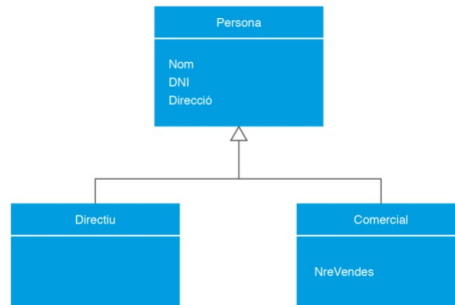 Persona
Nom
DNI
Direcció
Directiu
Comercial
NreVendes